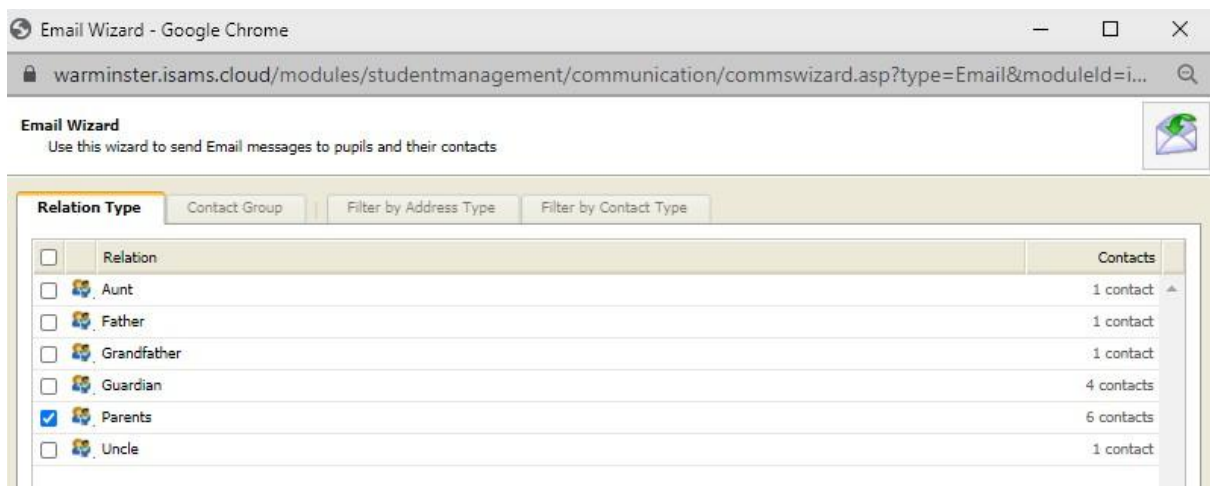 Email Wizard - Google Chrome
warminster.isams.cloud/modules/studentmanagement/communication/commswizard.asp?type=Email&moduleId=i...
Email Wizard
Use this wizard to send Email messages to pupils and their contacts
Relation Type Contact Group Filter by Address Type Filter by Contact Type
Relation Contacts
Aunt 1 contact
Father 1 contact
Grandfather 1 contact
Guardian 4 contacts
Parents 6 contacts
Uncle 1 contact